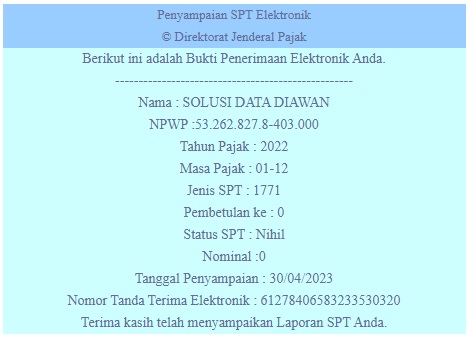 Penyampaian SPT Elektronik
© Direktorat Jenderal Pajak
Berikut ini adalah Bukti Penerimaan Elektronik Anda.
---------------------------------------------------
Nama : SOLUSI DATA DIAWAN
NPWP :53.262.827.8-403.000
Tahun Pajak : 2022
Masa Pajak : 01-12
Jenis SPT : 1771
Pembetulan ke : 0
Status SPT : Nihil
Nominal :0
Tanggal Penyampaian : 30/04/2023
Nomor Tanda Terima Elektronik : 61278406583233530320
Terima kasih telah menyampaikan Laporan SPT Anda.